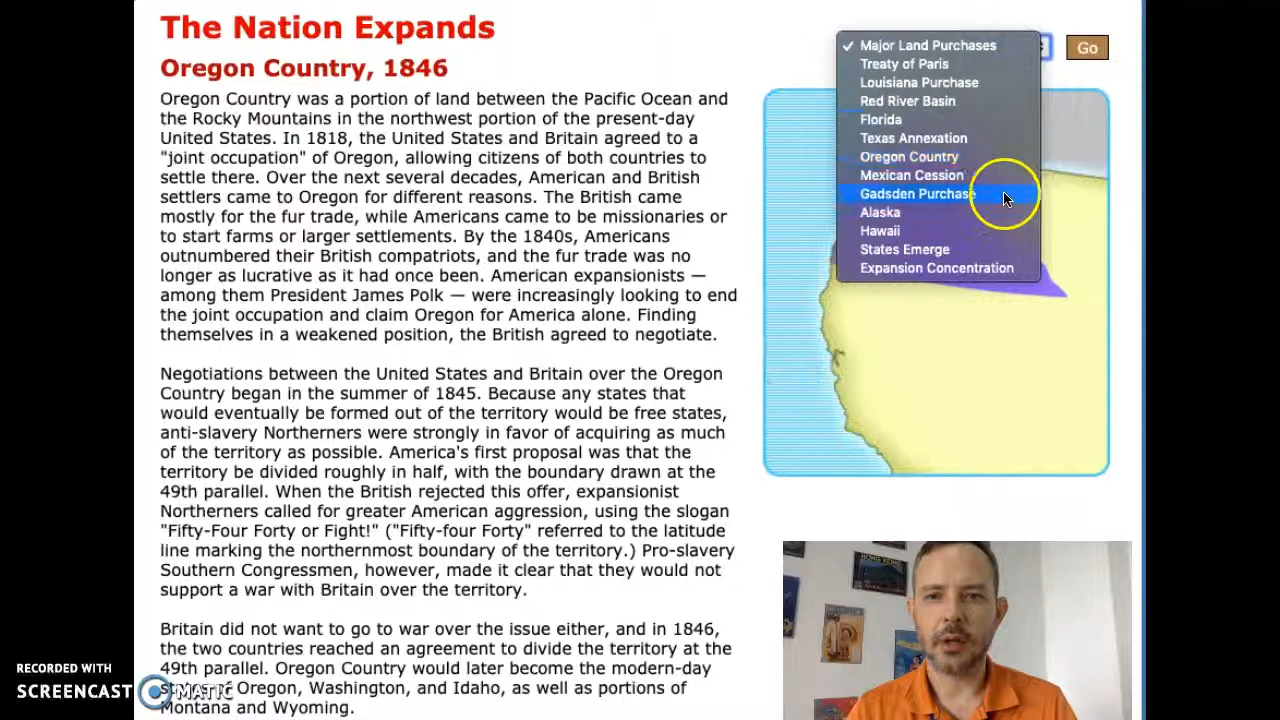 The Nation Expands
Oregon Country, 1846
Oregon Country was a portion of land between the Pacific Ocean and
the Rocky Mountains in the northwest portion of the present-day
United States. In 1818, the United States and Britain agreed to a
"joint occupation" of Oregon, allowing citizens of both countries to
settle there. Over the next several decades, American and British
settlers came to Oregon for different reasons. The British came
mostly for the fur trade, while Americans came to be missionaries or
to start farms or larger settlements. By the 1840s, Americans
outnumbered their British compatriots, and the fur trade was no
longer as lucrative as it had once been. American expansionists —
among them President James Polk — were increasingly looking to end
the joint occupation and claim Oregon for America alone. Finding
themselves in a weakened position, the British agreed to negotiate.
Negotiations between the United States and Britain over the Oregon
Country began in the summer of 1845. Because any states that
would eventually be formed out of the territory would be free states,
anti-slavery Northerners were strongly in favor of acquiring as much
of the territory as possible. America's first proposal was that the
territory be divided roughly in half, with the boundary drawn at the
49th parallel. When the British rejected this offer, expansionist
Northerners called for greater American aggression, using the slogan
"Fifty-Four Forty or Fight!" ("Fifty-four Forty" referred to the latitude
line marking the northernmost boundary of the territory.) Pro-slavery
Southern Congressmen, however, made it clear that they would not
support a war with Britain over the territory.
Britain did not want to go to war over the issue either, and in 1846,
the two countries reached an agreement to divide the territory at the
49th parallel. Oregon Country would later become the modern-day
Oregon, Washington, and Idaho, as well as portions of
Montana and Wyoming.
✓ Major Land Purchases
Treaty of Paris
Louisiana Purchase
Red River Basin
Florida
Texas Annexation
Oregon Country
Mexican Cession
Gadsden Purchase
Alaska
Hawaii
States Emerge
Expansion Concentration
Go
HONG KONG
RECORDED WITH
SCREENCAST MATIC